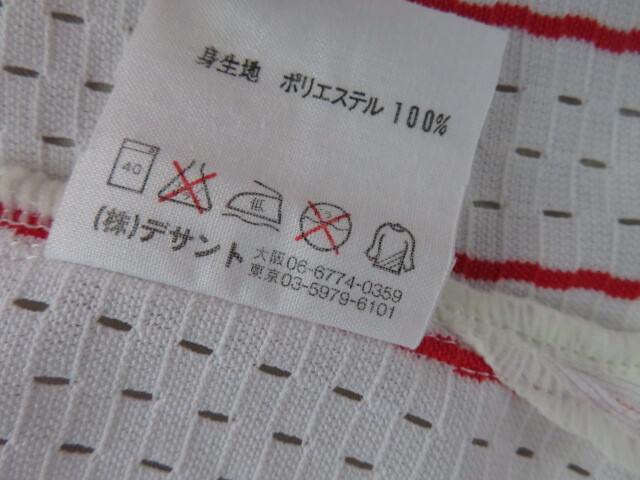 身生地 ポリエステル 100%
40 低
(株)デサント
大阪06-6774-0359
東京03-5979-6101